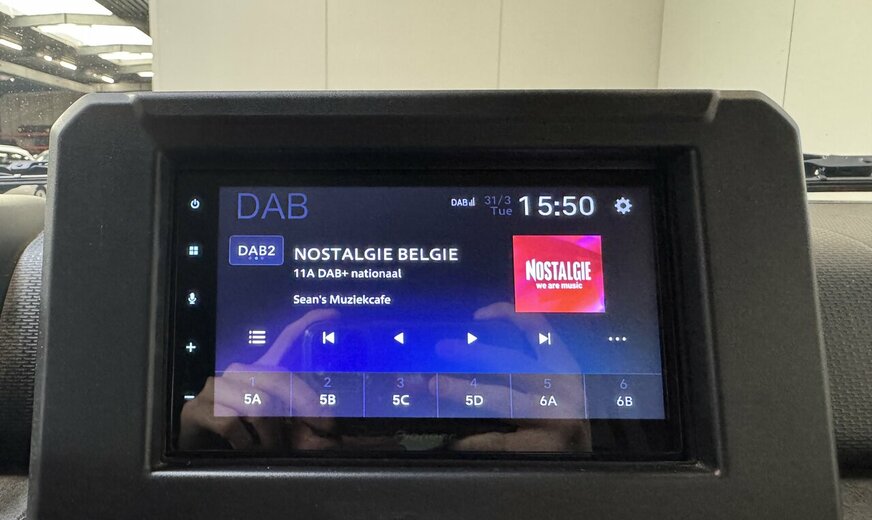 DAB
DAB
31/3
Tue
15:50
DAB2
NOSTALGIE BELGIE
11A DAB+ nationaal
Sean's Muziekcafe
NOSTALGIE
we are music
1
2
3
4
5
6
5A
5B
5C
5D
6A
6B